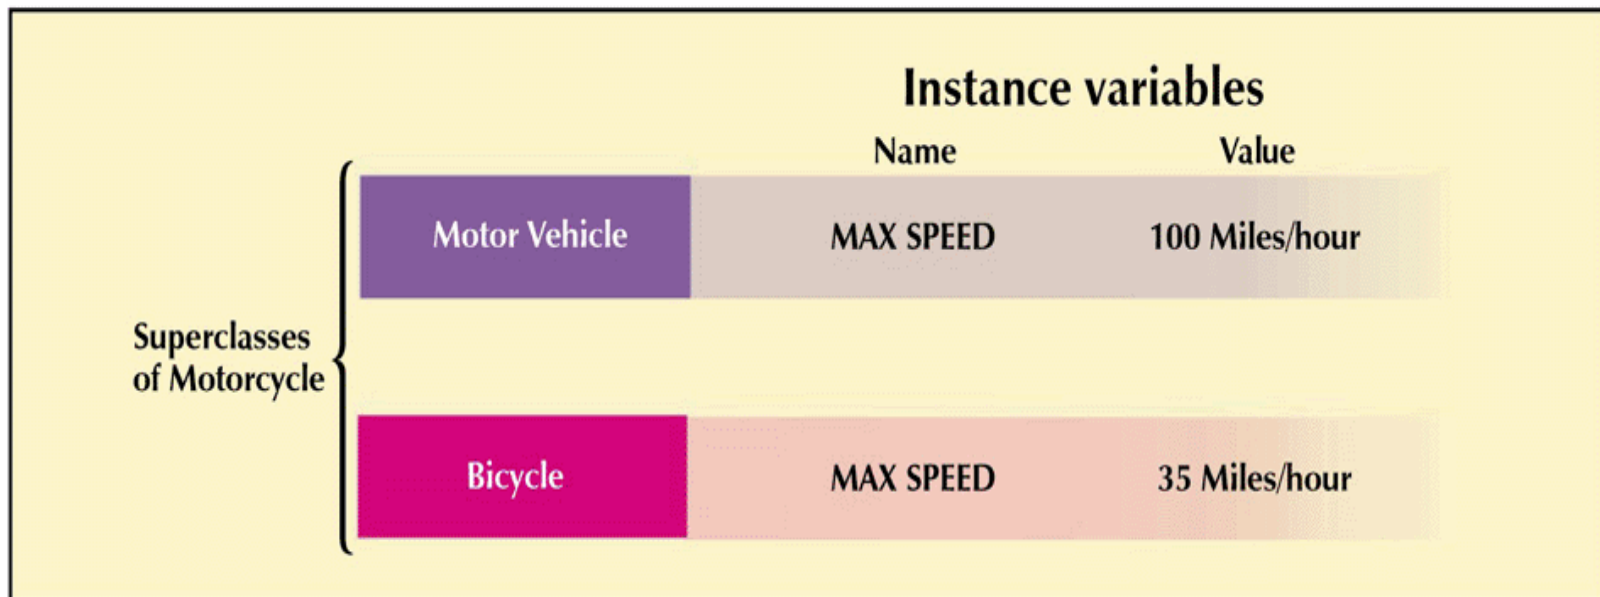 Instance variables
Name Value
Motor Vehicle MAX SPEED 100 Miles/hour
Superclasses
of Motorcycle
Bicycle MAX SPEED 35 Miles/hour